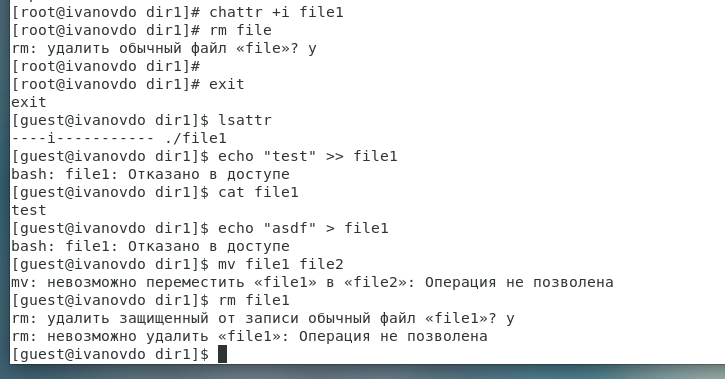 [root@ivanovdo dir1]# chattr +i file1
[root@ivanovdo dir1]# rm file
rm: удалить обычный файл «file»? y
[root@ivanovdo dir1]#
[root@ivanovdo dir1]# exit
exit
[guest@ivanovdo dir1]$ lsattr
----i----------- ./file1
[guest@ivanovdo dir1]$ echo "test" >> file1
bash: file1: Отказано в доступе
[guest@ivanovdo dir1]$ cat file1
test
[guest@ivanovdo dir1]$ echo "asdf" > file1
bash: file1: Отказано в доступе
[guest@ivanovdo dir1]$ mv file1 file2
mv: невозможно переместить «file1» в «file2»: Операция не позволена
[guest@ivanovdo dir1]$ rm file1
rm: удалить защищенный от записи обычный файл «file1»? y
rm: невозможно удалить «file1»: Операция не позволена
[guest@ivanovdo dir1]$